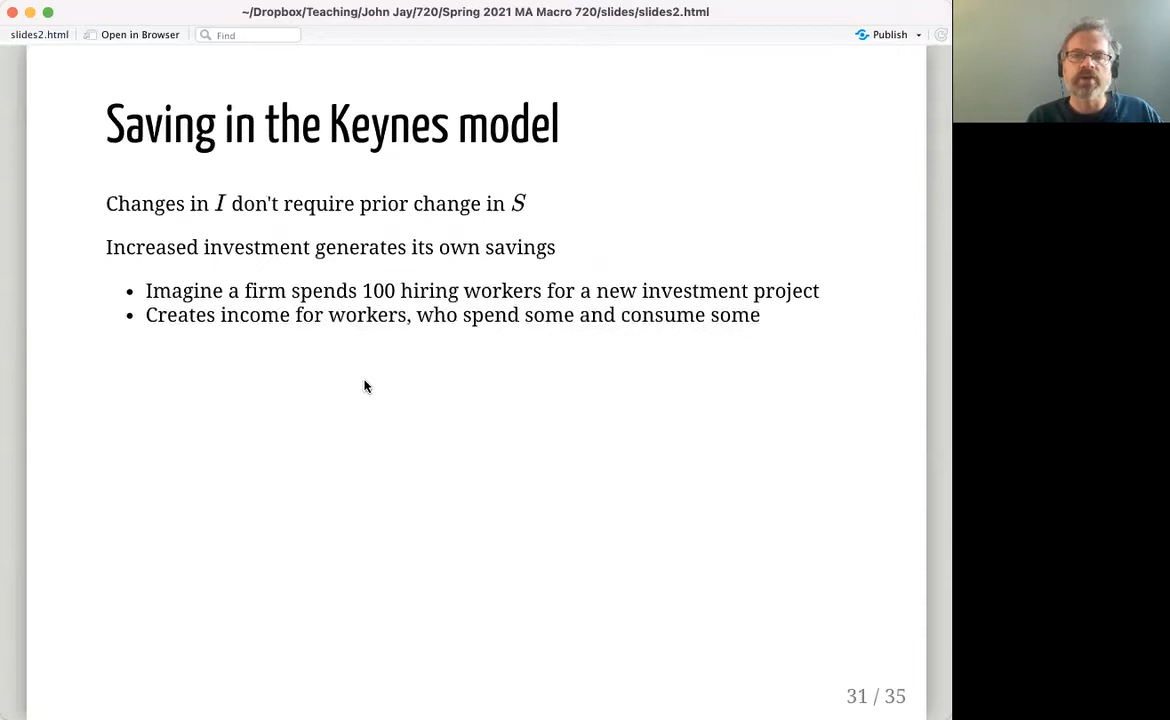 ~/Dropbox/Teaching/John Jay/720/Spring 2021 MA Macro 720/slides/slides2.html
slides2.html Open in Browser Find Publish
Saving in the Keynes model
Changes in I don't require prior change in S
Increased investment generates its own savings
• Imagine a firm spends 100 hiring workers for a new investment project
• Creates income for workers, who spend some and consume some
31 / 35